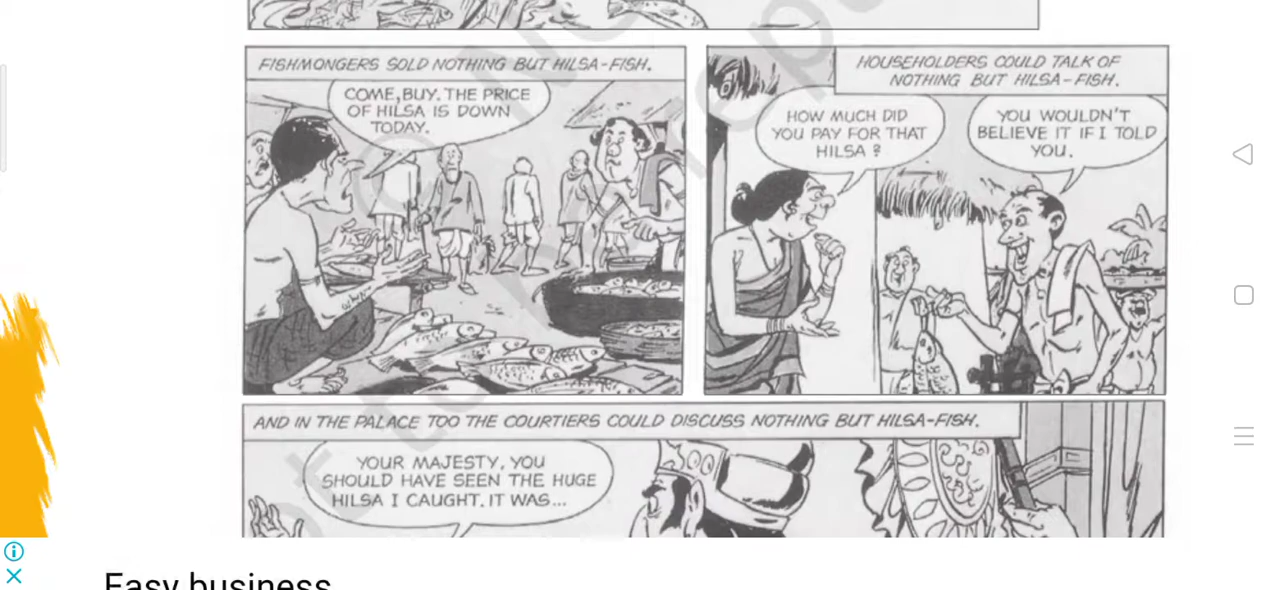 FISHMONGERS SOLD NOTHING BUT HILSA-FISH.
COME, BUY. THE PRICE
OF HILSA IS DOWN
TODAY.
HOUSEHOLDERS COULD TALK OF
NOTHING BUT HILSA-FISH.
HOW MUCH DID
YOU PAY FOR THAT
HILSA ?
YOU WOULDN'T
BELIEVE IT IF I TOLD
YOU.
AND IN THE PALACE TOO THE COURTIERS COULD DISCUSS NOTHING BUT HILSA-FISH.
YOUR MAJESTY, YOU
SHOULD HAVE SEEN THE HUGE
HILSA I CAUGHT. IT WAS...
Easy business